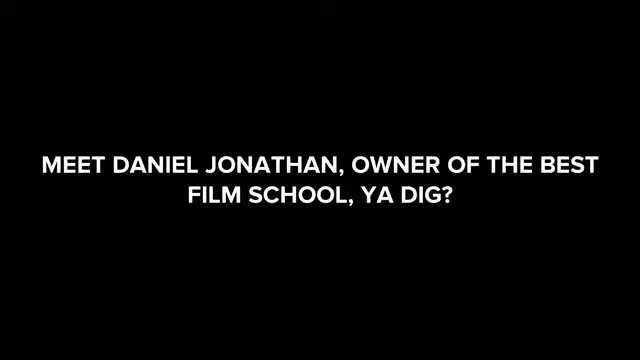 MEET DANIEL JONATHAN, OWNER OF THE BEST
FILM SCHOOL, YA DIG?